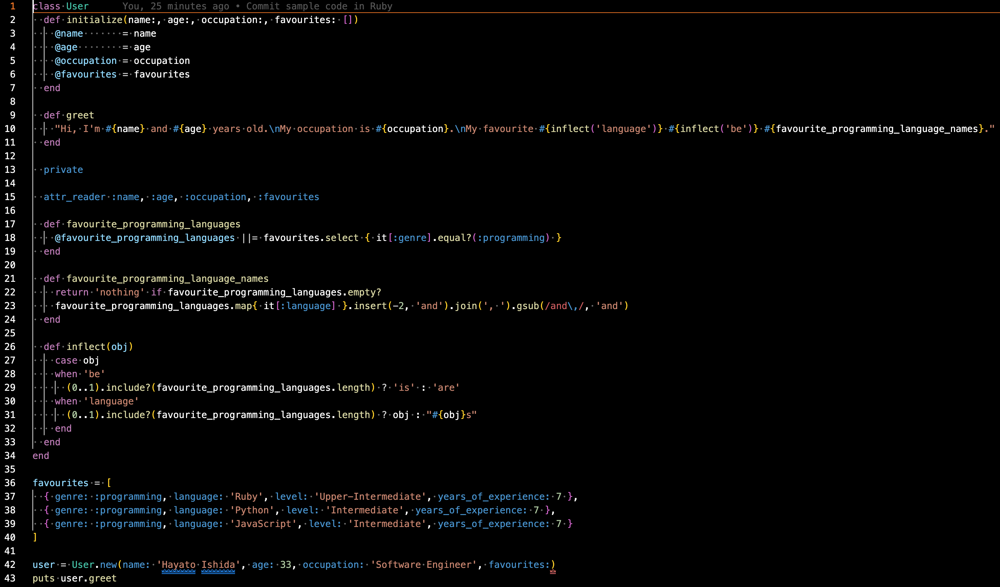 1 class User You, 25 minutes ago • Commit sample code in Ruby
2   def initialize(name:, age:, occupation:, favourites: [])
3     @name       = name
4     @age        = age
5     @occupation = occupation
6     @favourites = favourites
7   end
8
9   def greet
10     "Hi, I'm #{name} and #{age} years old.\nMy occupation is #{occupation}.\nMy favourite #{inflect('language')} #{inflect('be')} #{favourite_programming_language_names}."
11   end
12
13   private
14
15   attr_reader :name, :age, :occupation, :favourites
16
17   def favourite_programming_languages
18     @favourite_programming_languages ||= favourites.select { it[:genre].equal?(:programming) }
19   end
20
21   def favourite_programming_language_names
22     return 'nothing' if favourite_programming_languages.empty?
23     favourite_programming_languages.map{ it[:language] }.insert(-2, 'and').join(', ').gsub(/and\,/, 'and')
24   end
25
26   def inflect(obj)
27     case obj
28     when 'be'
29       (0..1).include?(favourite_programming_languages.length) ? 'is' : 'are'
30     when 'language'
31       (0..1).include?(favourite_programming_languages.length) ? obj : "#{obj}s"
32     end
33   end
34 end
35
36 favourites = [
37   { genre: :programming, language: 'Ruby', level: 'Upper-Intermediate', years_of_experience: 7 },
38   { genre: :programming, language: 'Python', level: 'Intermediate', years_of_experience: 7 },
39   { genre: :programming, language: 'JavaScript', level: 'Intermediate', years_of_experience: 7 }
40 ]
41
42 user = User.new(name: 'Hayato Ishida', age: 33, occupation: 'Software Engineer', favourites:)
43 puts user.greet